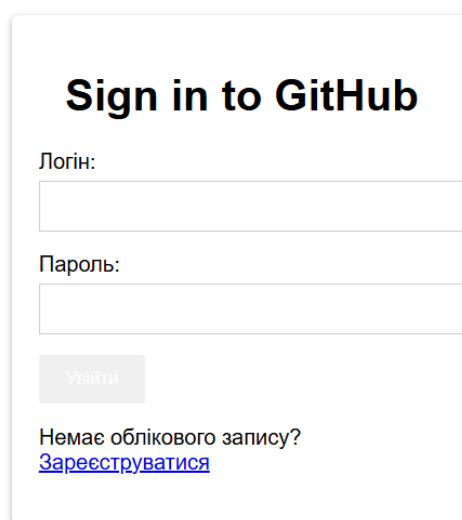 Sign in to GitHub
Логін:
Пароль:
Увійти
Немає облікового запису?
Зареєструватися